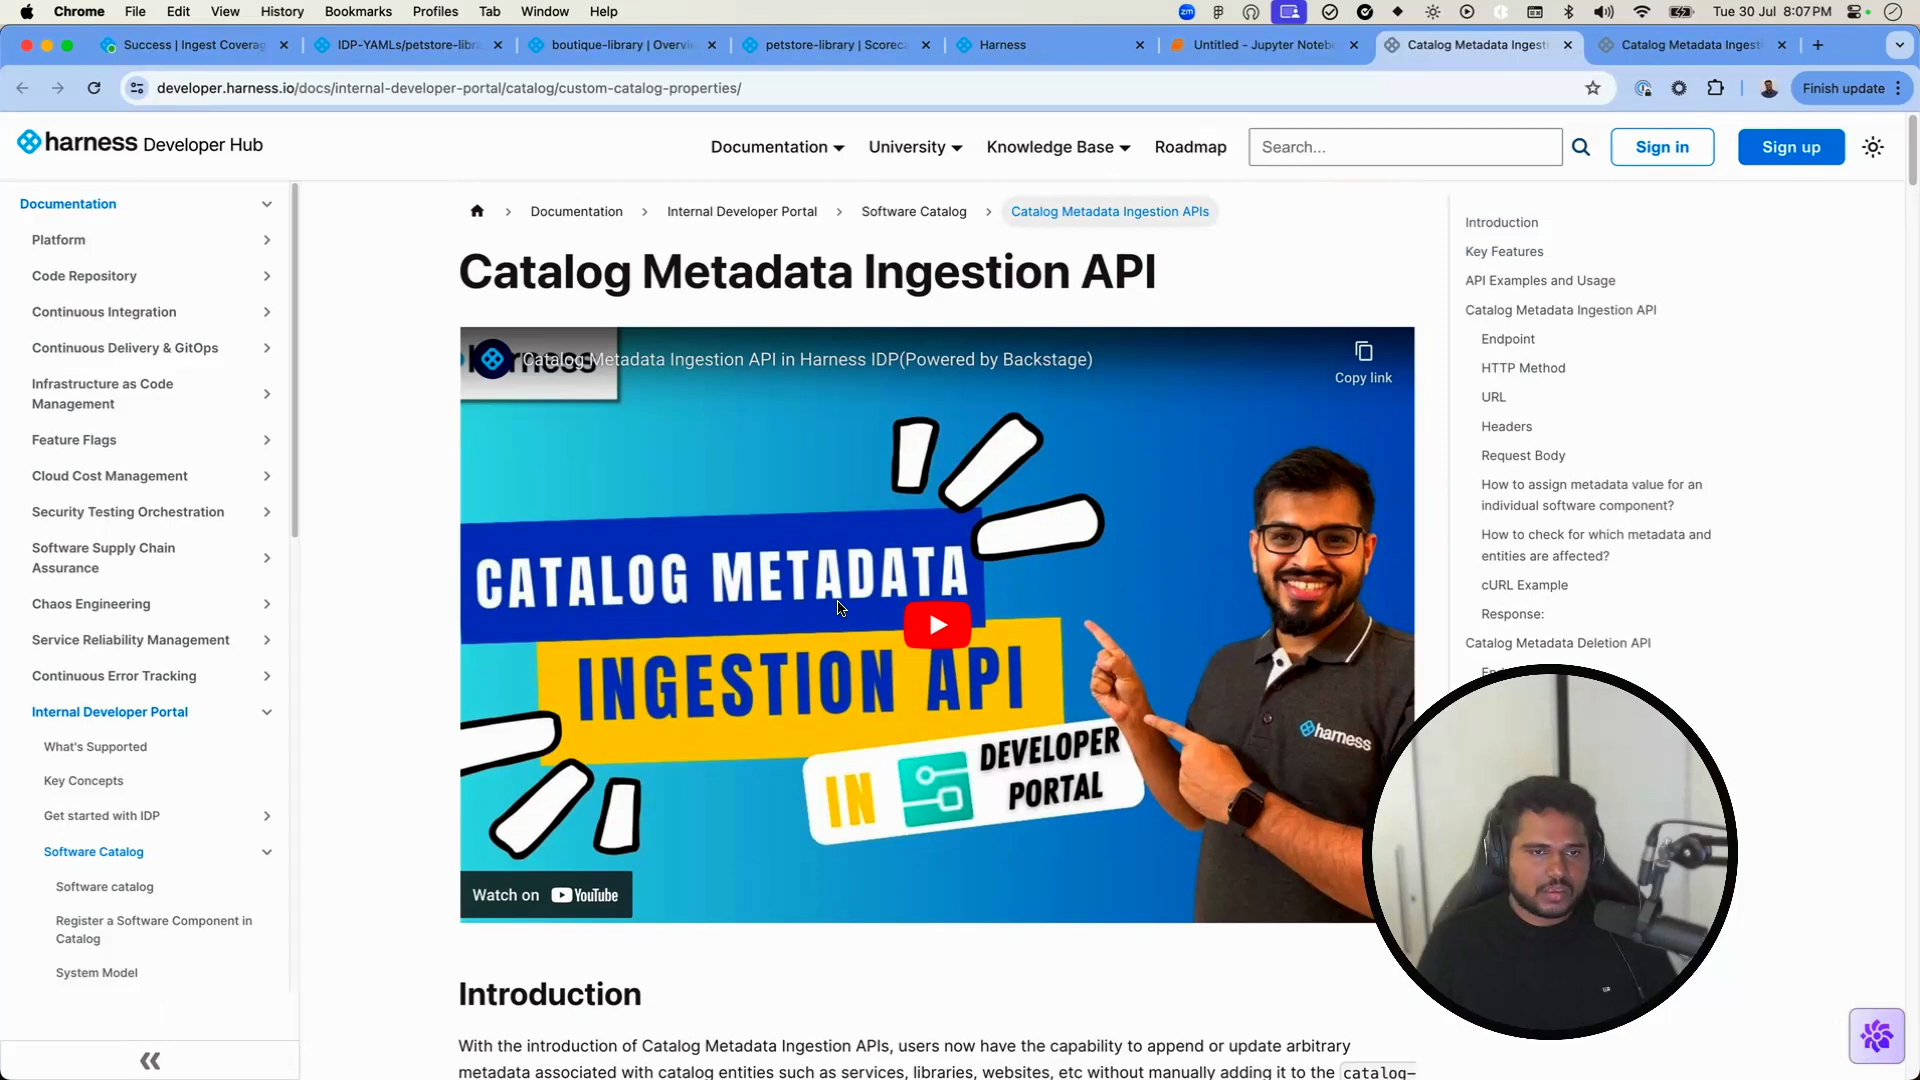 Chrome File Edit View History Bookmarks Profiles Tab Window Help
zm
Tue 30 Jul 8:07 PM
Success | Ingest Coverag
IDP-YAMLs/petstore-libra
boutique-library | Overvi
petstore-library | Scoreca
Harness
Untitled - Jupyter Notebo
Catalog Metadata Ingesti
Catalog Metadata Ingesti
developer.harness.io/docs/internal-developer-portal/catalog/custom-catalog-properties/
Finish update
harness Developer Hub
Documentation
University
Knowledge Base
Roadmap
Search...
Sign in
Sign up
Documentation
Platform
Code Repository
Continuous Integration
Continuous Delivery & GitOps
Infrastructure as Code
Management
Feature Flags
Cloud Cost Management
Security Testing Orchestration
Software Supply Chain
Assurance
Chaos Engineering
Service Reliability Management
Continuous Error Tracking
Internal Developer Portal
What's Supported
Key Concepts
Get started with IDP
Software Catalog
Software catalog
Register a Software Component in
Catalog
System Model
Documentation
Internal Developer Portal
Software Catalog
Catalog Metadata Ingestion APIs
Catalog Metadata Ingestion API
harness
Catalog Metadata Ingestion API in Harness IDP(Powered by Backstage)
Copy link
CATALOG METADATA
INGESTION API
IN DEVELOPER
PORTAL
harness
Watch on YouTube
Introduction
With the introduction of Catalog Metadata Ingestion APIs, users now have the capability to append or update arbitrary
metadata associated with catalog entities such as services, libraries, websites, etc without manually adding it to the catalog-
Introduction
Key Features
API Examples and Usage
Catalog Metadata Ingestion API
Endpoint
HTTP Method
URL
Headers
Request Body
How to assign metadata value for an
individual software component?
How to check for which metadata and
entities are affected?
cURL Example
Response:
Catalog Metadata Deletion API